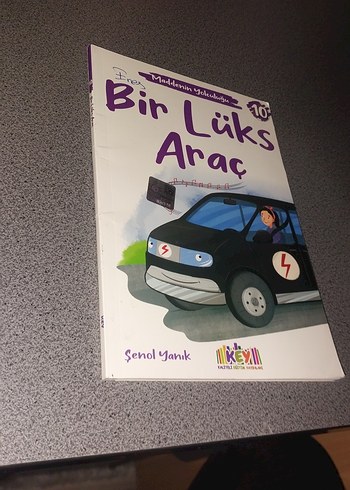 Maddenin Yolculuğu
10
Bir Lüks
Araç
Şenol Yanık
KEY